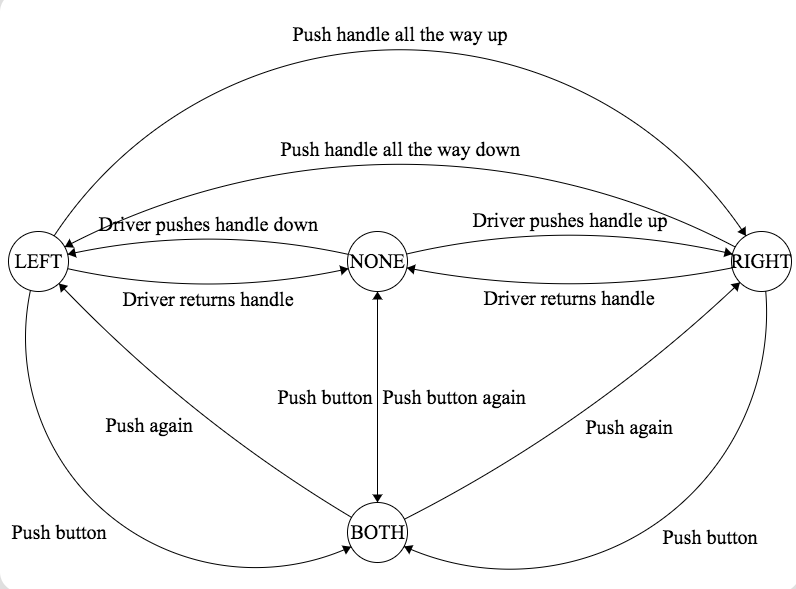 Push handle all the way up
Push handle all the way down
Driver pushes handle down
Driver pushes handle up
LEFT
NONE
RIGHT
Driver returns handle
Driver returns handle
Push button
Push button again
Push again
Push again
Push button
BOTH
Push button